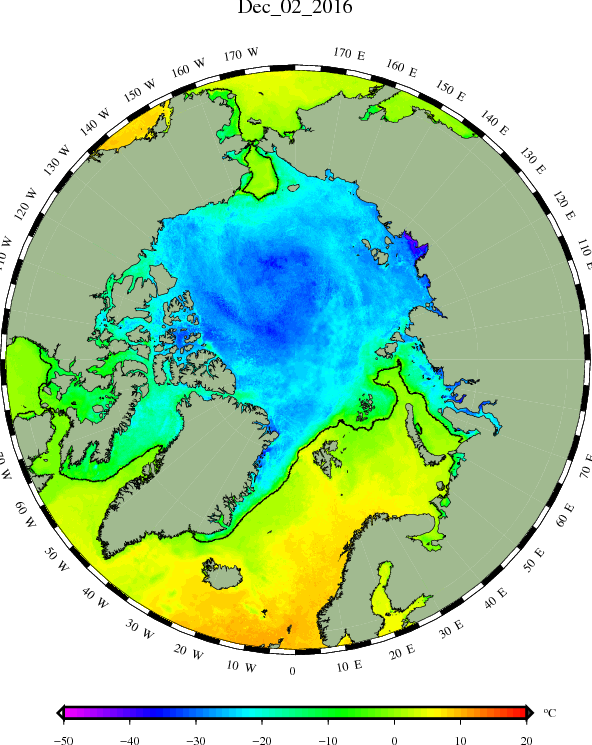 Dec_02_2016
170 W
170 E
160 W
160 E
150 W
150 E
140 W
140 E
130 W
130 E
120 W
120 E
110 E
60 W
70 E
50 W
60 E
40 W
50 E
30 W
40 E
20 W
30 E
10 W
20 E
0
10 E
°C
−50 −40 −30 −20 −10 0 10 20